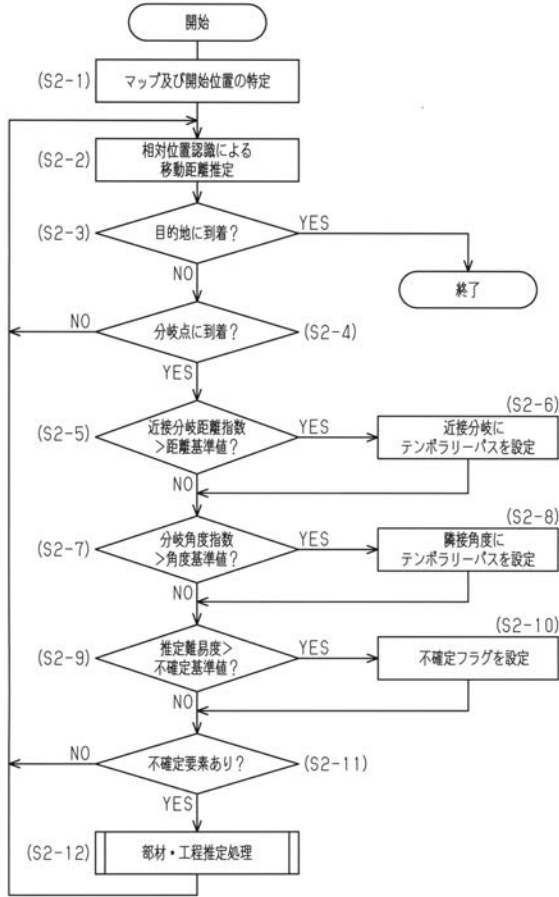 開始
(S2-1)
マップ及び開始位置の特定
(S2-2)
相対位置認識による
移動距離推定
(S2-3)
目的地に到着?
YES
NO
終了
NO
分岐点に到着?
(S2-4)
YES
(S2-5)
近接分岐距離指数
>距離基準値?
YES
(S2-6)
近接分岐に
テンポラリーパスを設定
NO
(S2-7)
分岐角度指数
>角度基準値?
YES
(S2-8)
隣接角度に
テンポラリーパスを設定
NO
(S2-9)
推定難易度>
不確定基準値?
YES
(S2-10)
不確定フラグを設定
NO
NO
不確定要素あり?
(S2-11)
YES
(S2-12)
部材・工程推定処理